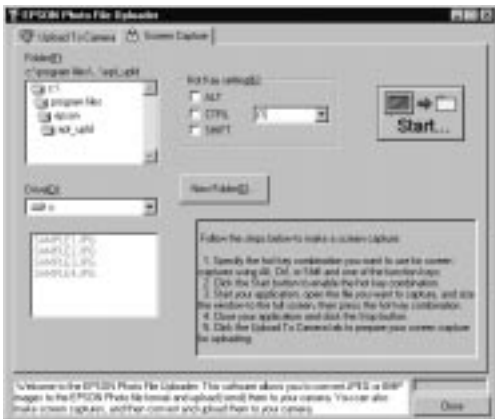 EPSON Photo File Uploader
Upload To Camera
Screen Capture
Folder[F]:
c:\program files\...\epl_upld
c:\
program files
epson
Hot Key setting[S]:
ALT
CTRL
SHIFT
Start...
Drive[D]:
c
New Folder[N]...
SAMPLE1.JPG
SAMPLE2.JPG
SAMPLE3.JPG
SAMPLE4.JPG
Follow the steps below to make a screen capture:
1. Specify the hot key combination you want to use for screen
captures using Alt, Ctrl, or Shift and one of the function keys
2. Click the Start button to enable the hot key combination.
3. Start your application, open the file you want to capture, and size
the window to the full screen, then press the hot key combination.
4. Close your application and click the Stop button.
5. Click the Upload To Camera tab to prepare your screen capture
for uploading.
Welcome to the EPSON Photo File Uploader. This software allows you to convert JPEG or BMP
images to the EPSON Photo file format and upload (send) them to your camera. You can also
make screen captures, and then convert and upload them to your camera.
Close